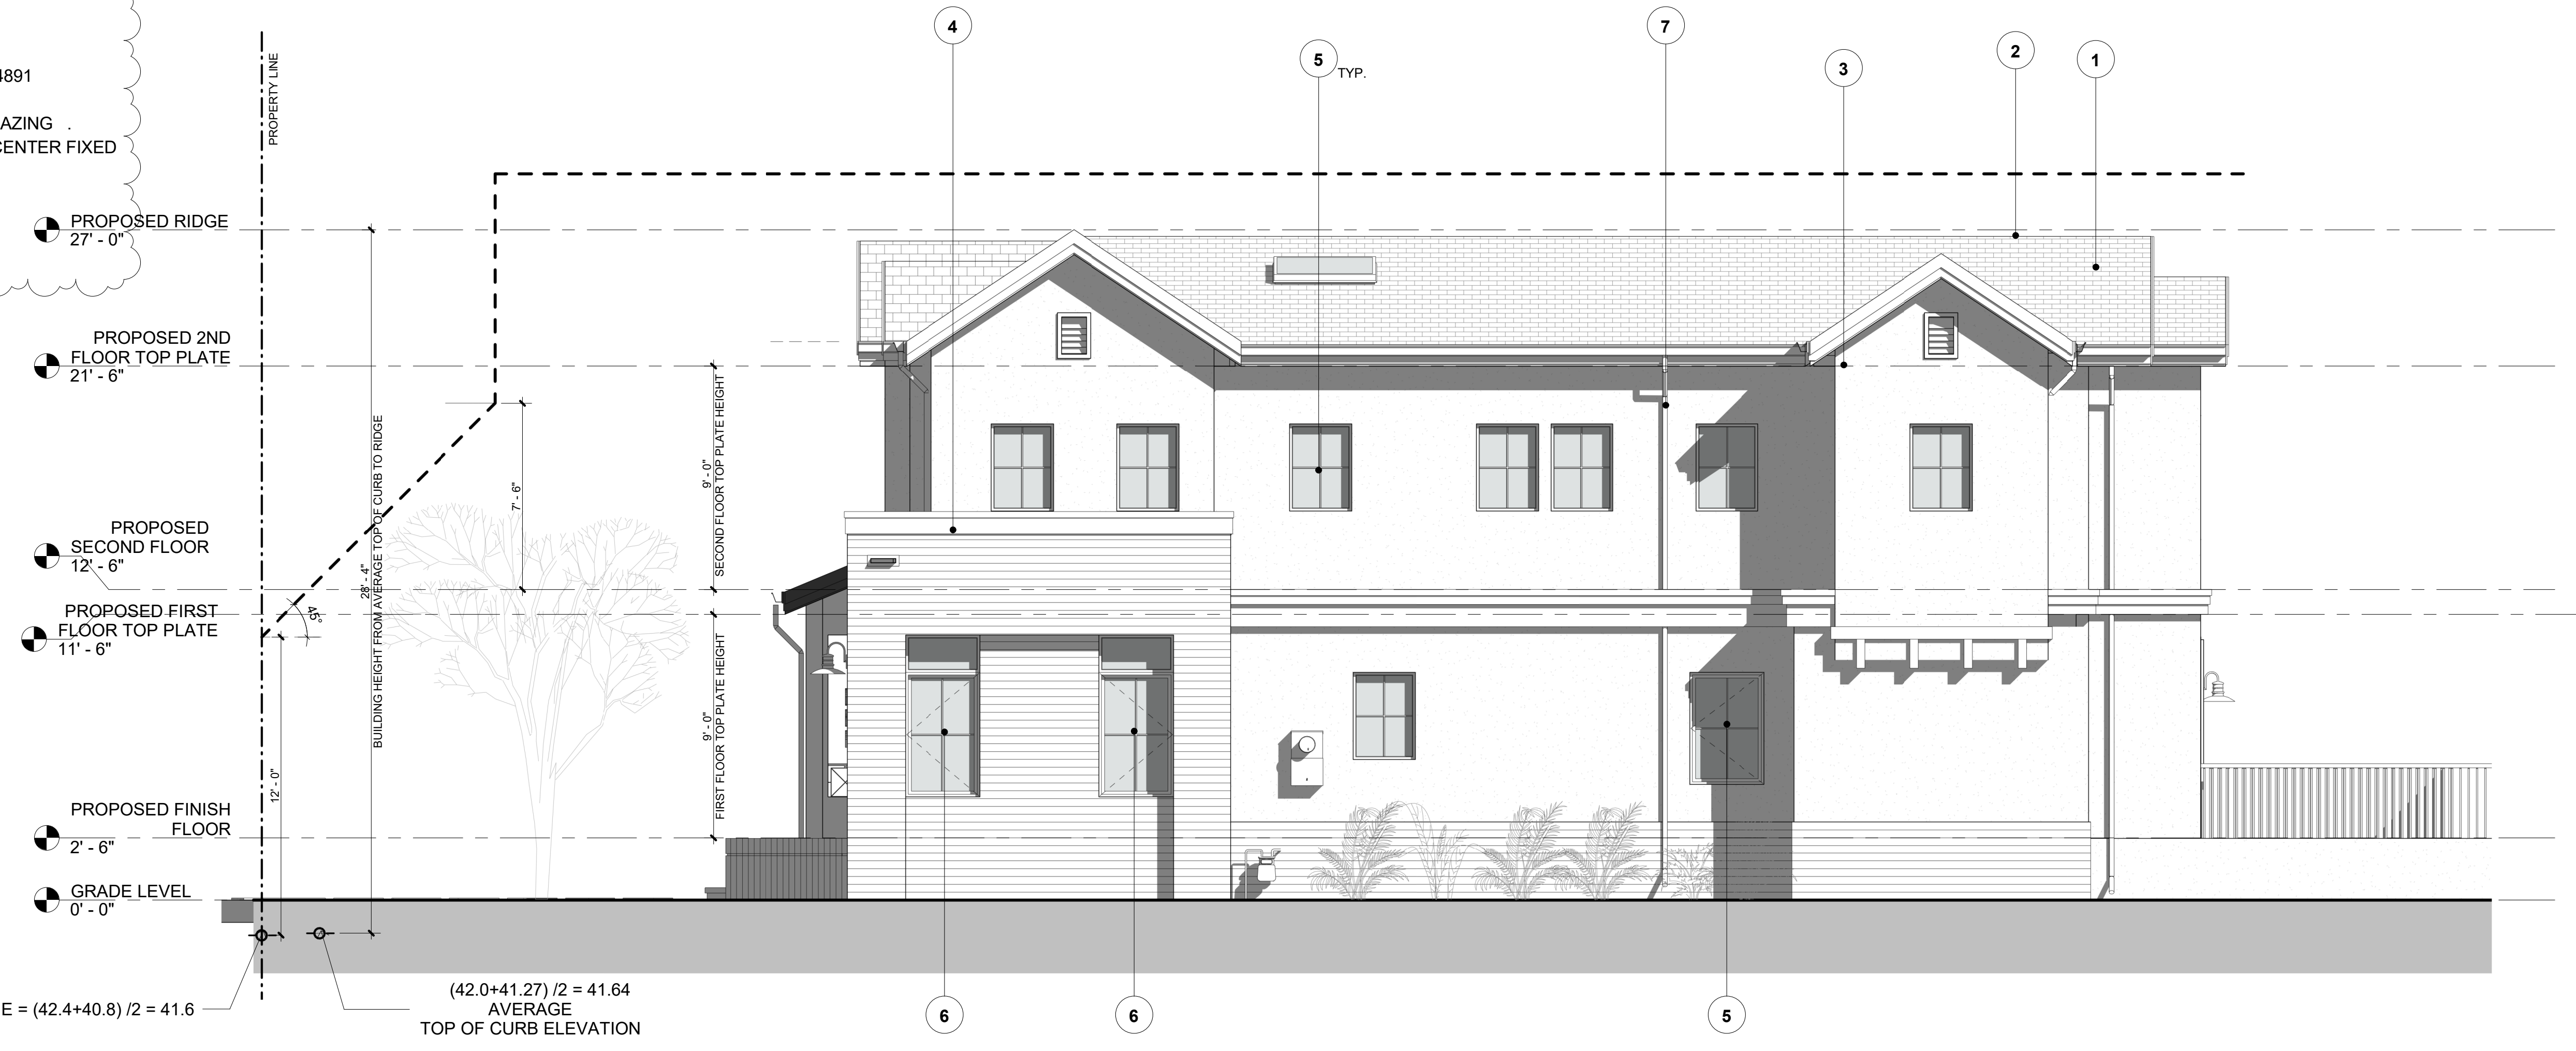 4891
AZING .
CENTER FIXED
PROPERTY LINE
4
5
TYP.
7
3
2
1
PROPOSED RIDGE
27' - 0"
PROPOSED 2ND
FLOOR TOP PLATE
21' - 6"
PROPOSED
SECOND FLOOR
12' - 6"
PROPOSED FIRST
FLOOR TOP PLATE
11' - 6"
PROPOSED FINISH
FLOOR
2' - 6"
GRADE LEVEL
0' - 0"
45°
12' - 0"
28' - 4"
BUILDING HEIGHT FROM AVERAGE TOP OF CURB TO RIDGE
7' - 6"
9' - 0"
SECOND FLOOR TOP PLATE HEIGHT
9' - 0"
FIRST FLOOR TOP PLATE HEIGHT
E = (42.4+40.8) /2 = 41.6
(42.0+41.27) /2 = 41.64
AVERAGE
TOP OF CURB ELEVATION
6
6
5